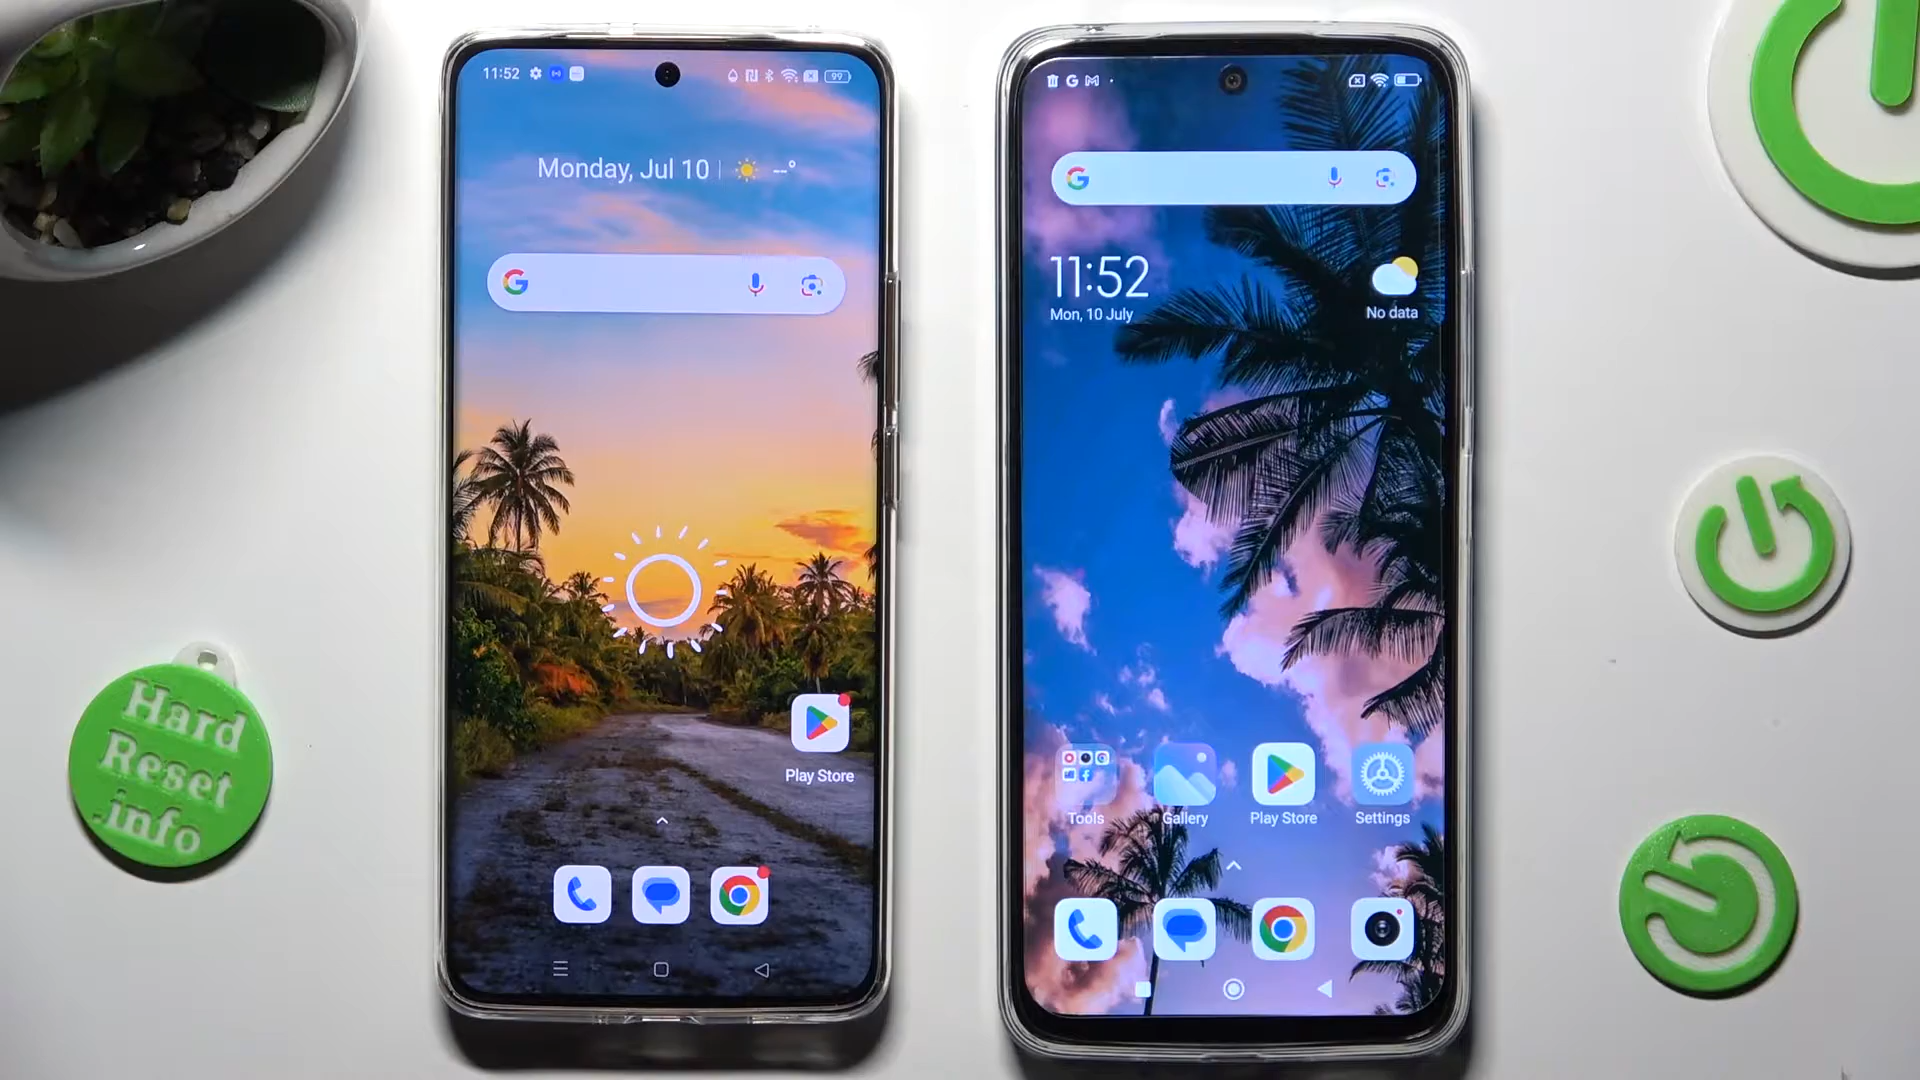 11:52
99
Monday, Jul 10
--°
Play Store
11:52
Mon, 10 July
No data
Tools
Gallery
Play Store
Settings
Hard
Reset
.info